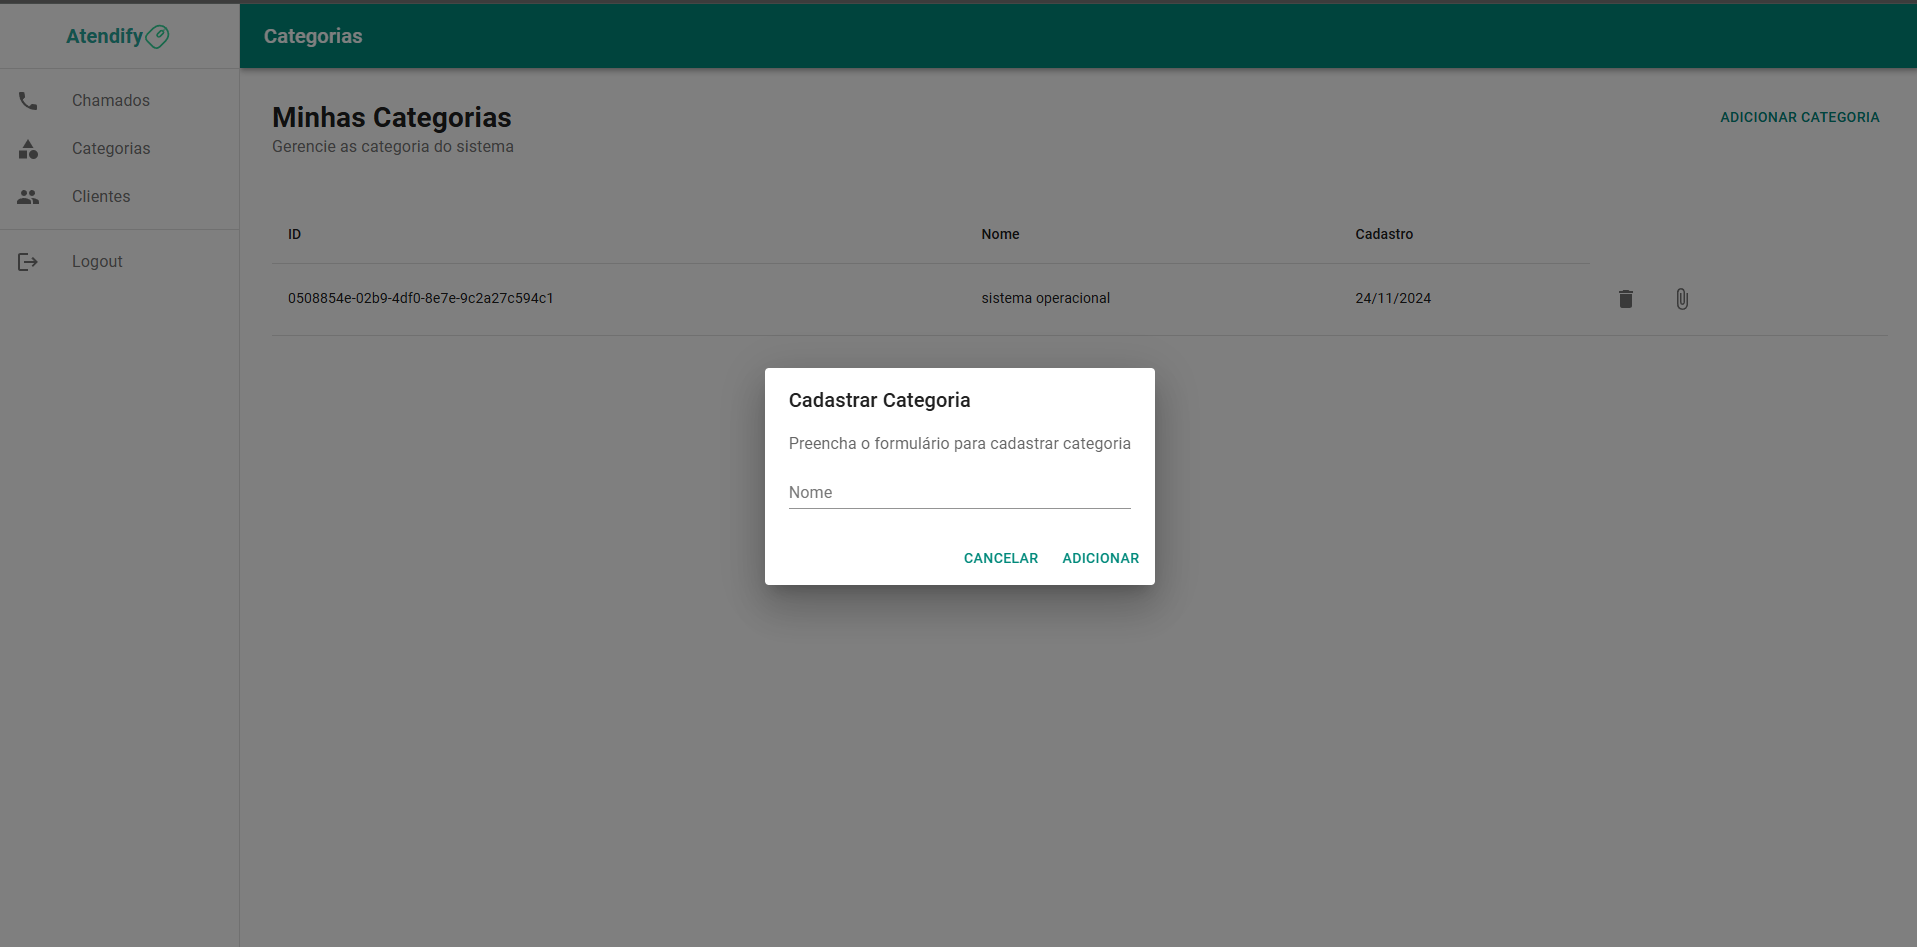 Atendify
Categorias
Chamados
Categorias
Clientes
Logout
Minhas Categorias
Gerencie as categoria do sistema
ADICIONAR CATEGORIA
ID Nome Cadastro
0508854e-02b9-4df0-8e7e-9c2a27c594c1 sistema operacional 24/11/2024
Cadastrar Categoria
Preencha o formulário para cadastrar categoria
Nome
CANCELAR ADICIONAR